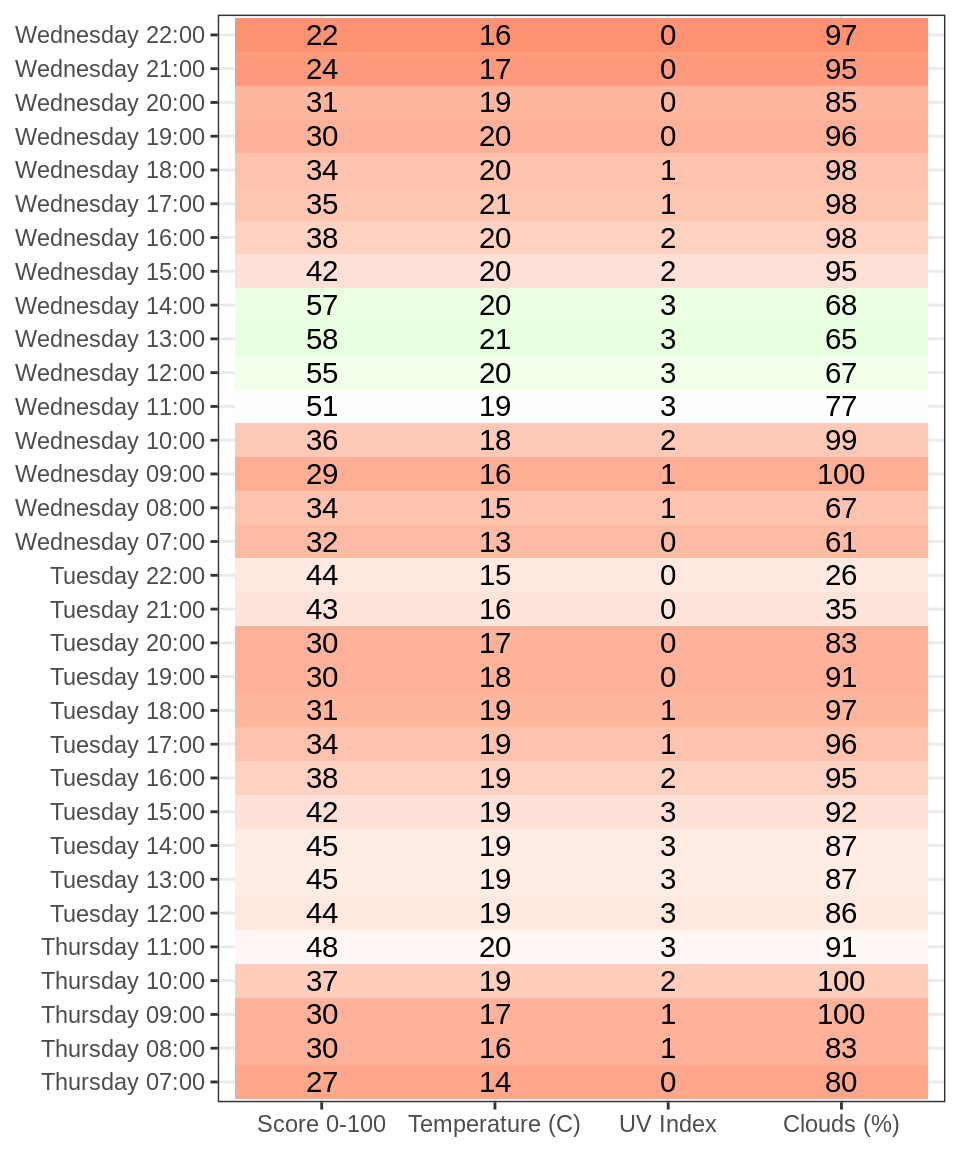 Wednesday 22:00 22 16 0 97
Wednesday 21:00 24 17 0 95
Wednesday 20:00 31 19 0 85
Wednesday 19:00 30 20 0 96
Wednesday 18:00 34 20 1 98
Wednesday 17:00 35 21 1 98
Wednesday 16:00 38 20 2 98
Wednesday 15:00 42 20 2 95
Wednesday 14:00 57 20 3 68
Wednesday 13:00 58 21 3 65
Wednesday 12:00 55 20 3 67
Wednesday 11:00 51 19 3 77
Wednesday 10:00 36 18 2 99
Wednesday 09:00 29 16 1 100
Wednesday 08:00 34 15 1 67
Wednesday 07:00 32 13 0 61
Tuesday 22:00 44 15 0 26
Tuesday 21:00 43 16 0 35
Tuesday 20:00 30 17 0 83
Tuesday 19:00 30 18 0 91
Tuesday 18:00 31 19 1 97
Tuesday 17:00 34 19 1 96
Tuesday 16:00 38 19 2 95
Tuesday 15:00 42 19 3 92
Tuesday 14:00 45 19 3 87
Tuesday 13:00 45 19 3 87
Tuesday 12:00 44 19 3 86
Thursday 11:00 48 20 3 91
Thursday 10:00 37 19 2 100
Thursday 09:00 30 17 1 100
Thursday 08:00 30 16 1 83
Thursday 07:00 27 14 0 80
Score 0-100 Temperature (C) UV Index Clouds (%)